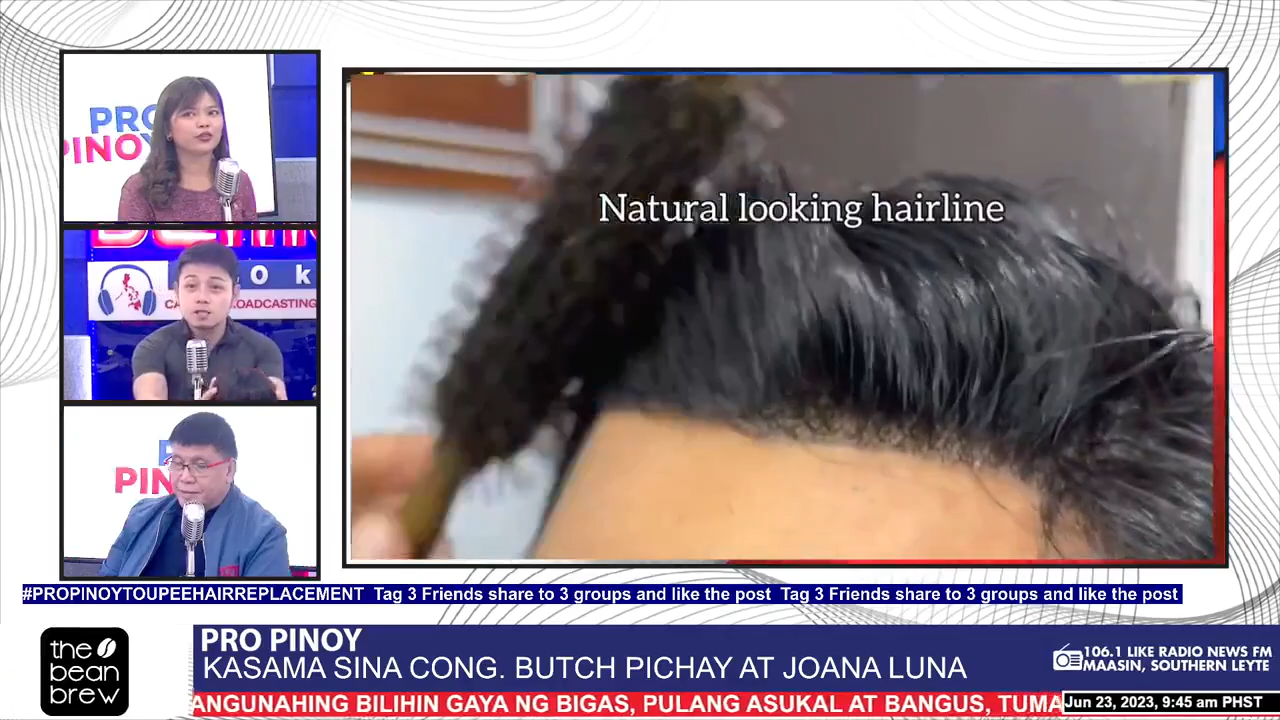 PRO
PINOY
OK
OADCASTING
PIN
Natural looking hairline
#PROPINOYTOUPEEHAIRREPLACEMENT Tag 3 Friends share to 3 groups and like the post Tag 3 Friends share to 3 groups and like the post
the
bean
brew
PRO PINOY
KASAMA SINA CONG. BUTCH PICHAY AT JOANA LUNA
106.1 LIKE RADIO NEWS FM
MAASIN, SOUTHERN LEYTE
ANGUNAHING BILIHIN GAYA NG BIGAS, PULANG ASUKAL AT BANGUS, TUMA
Jun 23, 2023, 9:45 am PHST